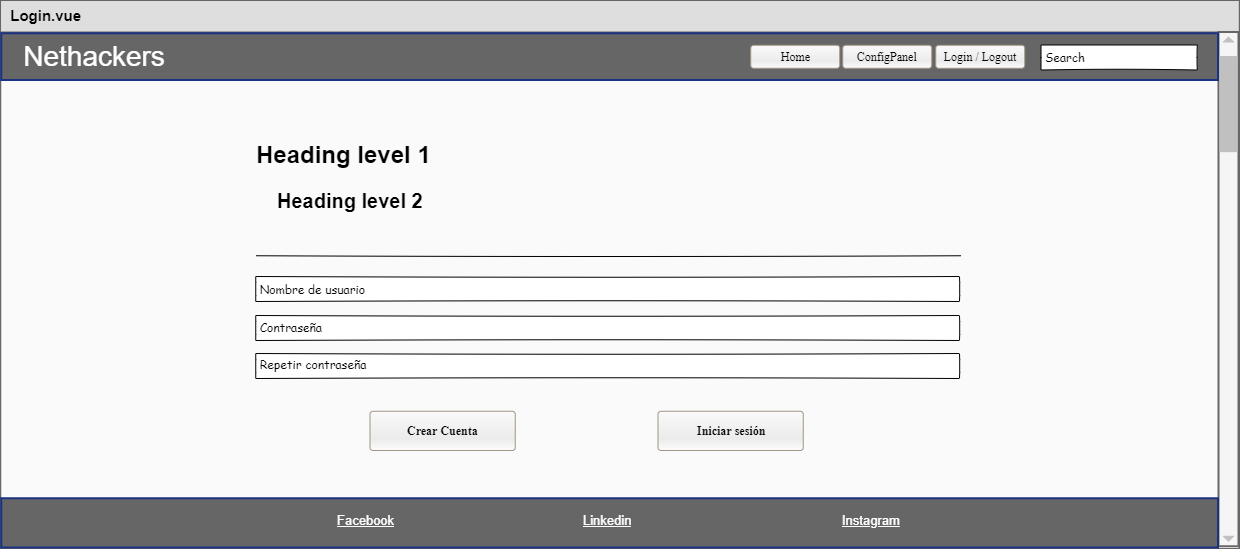 Login.vue
Nethackers
Home
ConfigPanel
Login / Logout
Search
Heading level 1
Heading level 2
Nombre de usuario
Contraseña
Repetir contraseña
Crear Cuenta
Iniciar sesión
Facebook
Linkedin
Instagram